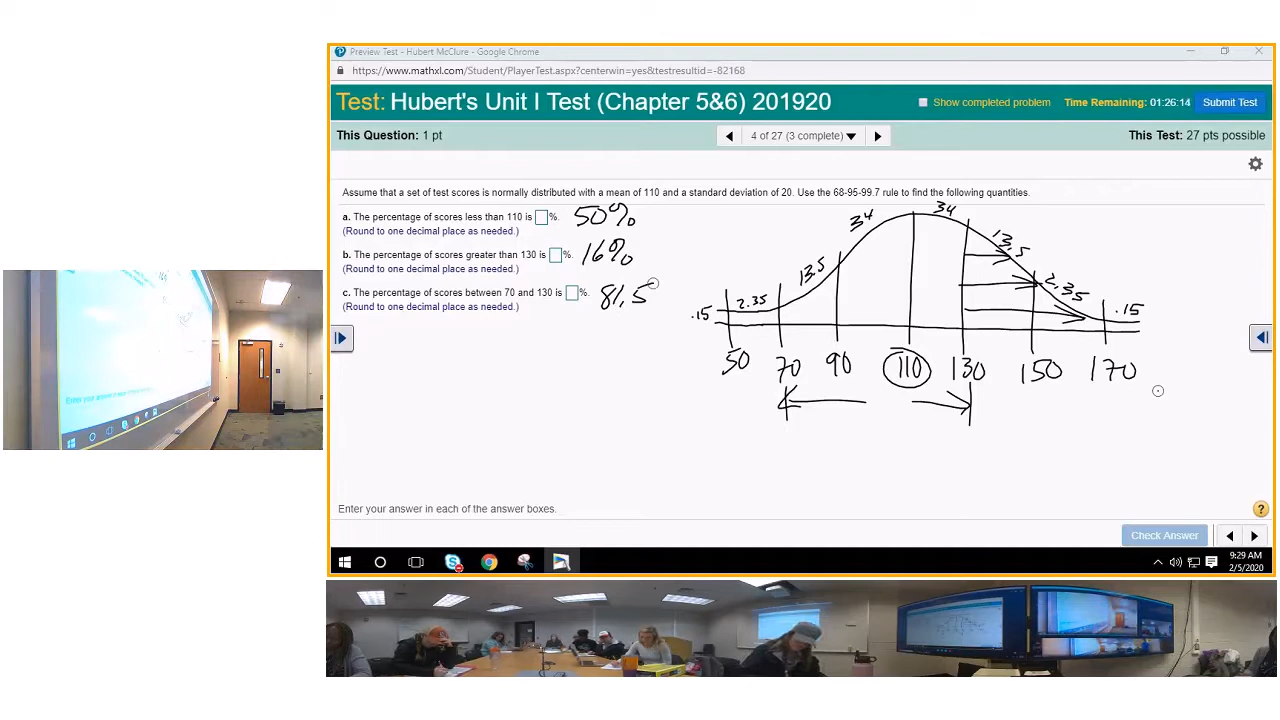 Preview Test - Hubert McClure - Google Chrome
https://www.mathxl.com/Student/PlayerTest.aspx?centerwin=yes&testresultid=-82168
Test: Hubert's Unit I Test (Chapter 5&6) 201920
Show completed problem
Time Remaining: 01:26:14
Submit Test
This Question: 1 pt
4 of 27 (3 complete)
This Test: 27 pts possible
Assume that a set of test scores is normally distributed with a mean of 110 and a standard deviation of 20. Use the 68-95-99.7 rule to find the following quantities.
a. The percentage of scores less than 110 is %. 50%
(Round to one decimal place as needed.)
b. The percentage of scores greater than 130 is %. 16%
(Round to one decimal place as needed.)
c. The percentage of scores between 70 and 130 is %. 81.5
(Round to one decimal place as needed.)
34 34
13.5 13.5
.15 2.35 2.35 .15
50 70 90 110 130 150 170
Enter your answer in each of the answer boxes.
?
Check Answer
9:29 AM
2/5/2020